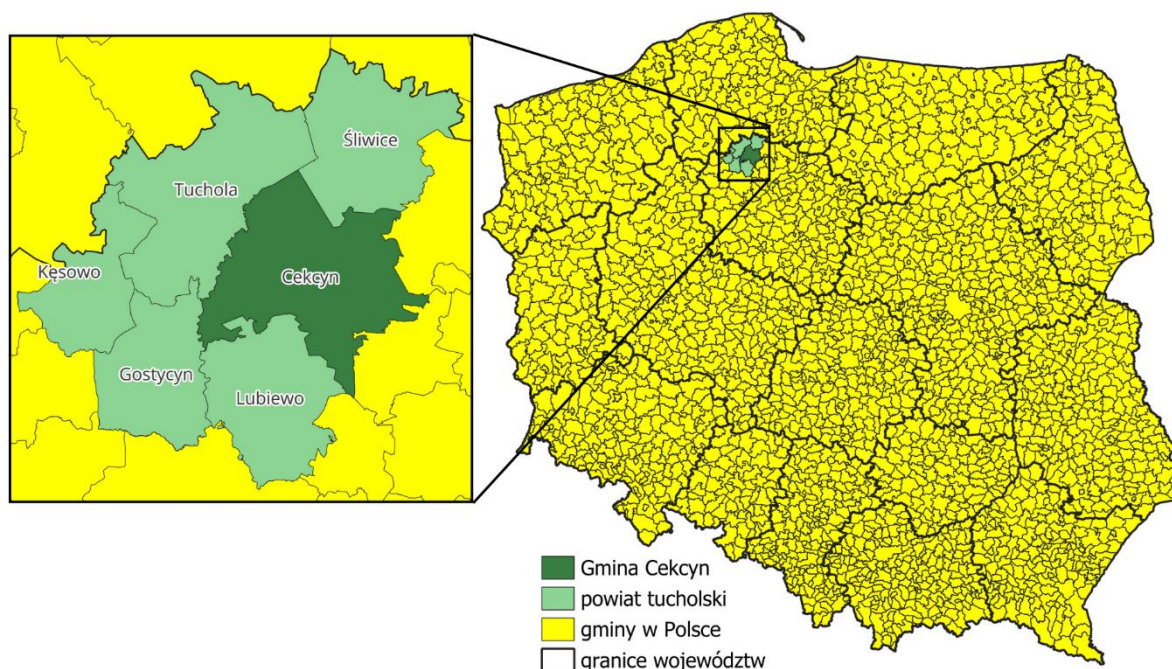 Śliwice
Tuchola
Kęsowo
Cekcyn
Gostycyn
Lubiewo
Gmina Cekcyn
powiat tucholski
gminy w Polsce
granice województw